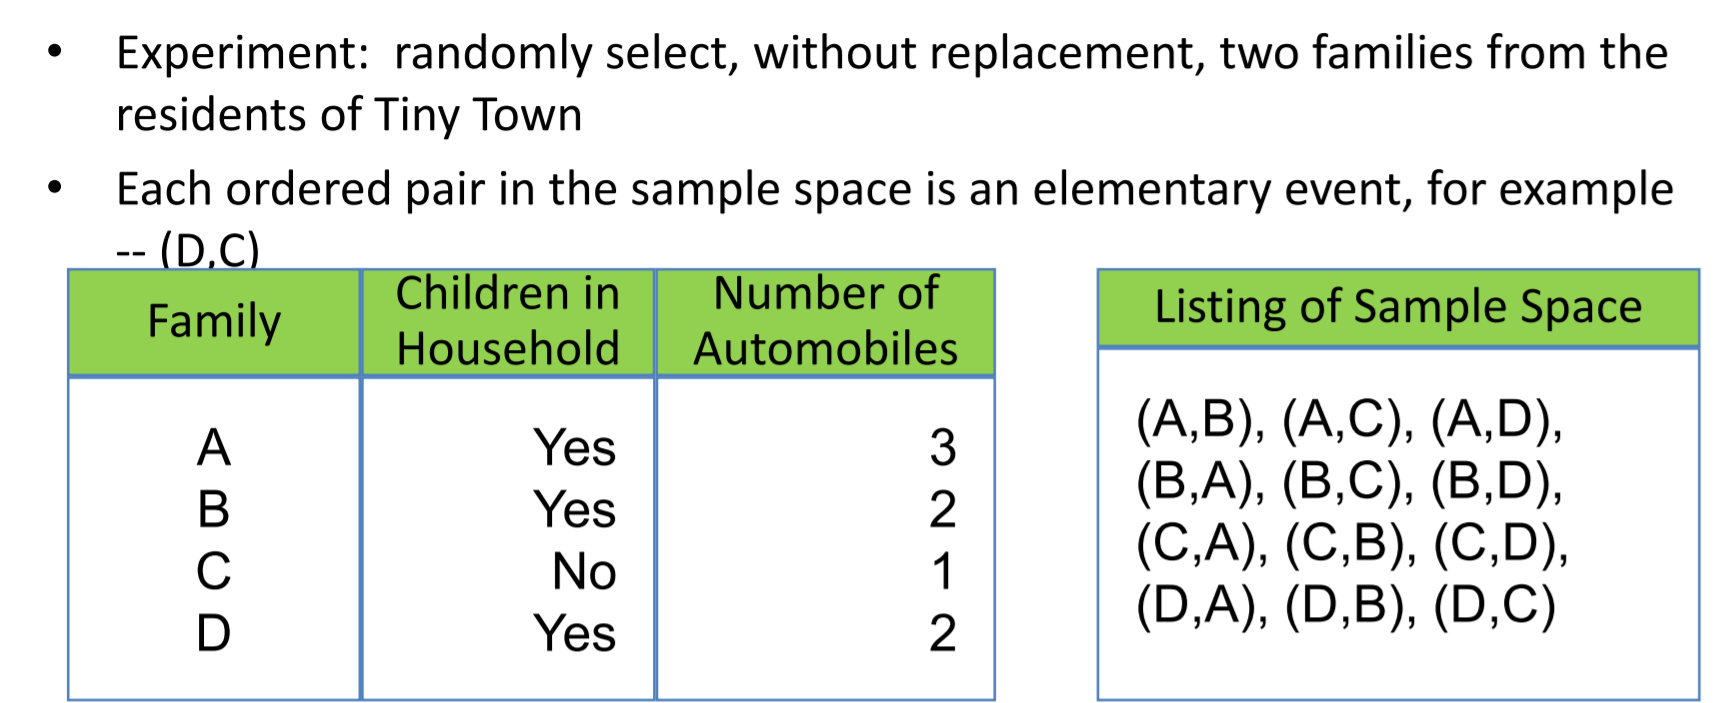 • Experiment:  randomly select, without replacement, two families from the
residents of Tiny Town
• Each ordered pair in the sample space is an elementary event, for example
-- (D,C)
Family Children in Household Number of Automobiles
A Yes 3
B Yes 2
C No 1
D Yes 2
Listing of Sample Space
(A,B), (A,C), (A,D),
(B,A), (B,C), (B,D),
(C,A), (C,B), (C,D),
(D,A), (D,B), (D,C)